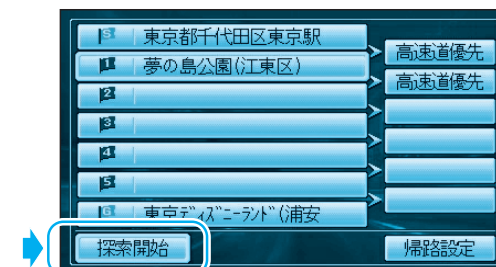 S 東京都千代田区東京駅
高速道優先
1 夢の島公園(江東区)
高速道優先
2
3
4
5
G 東京ディズニーランド(浦安
探索開始
帰路設定